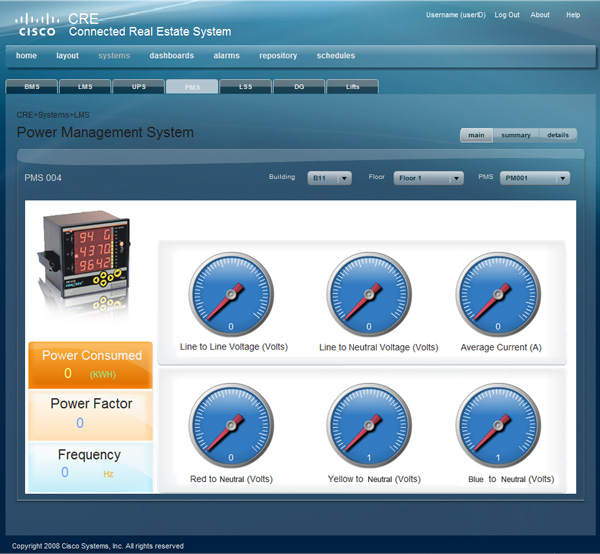 CISCO
CRE
Connected Real Estate System
Username (userID) Log Out About Help
home layout systems dashboards alarms repository schedules
BMS LMS UPS PMS LSS DG Lifts
CRE>Systems>LMS
Power Management System
main summary details
PMS 004
Building B11 Floor Floor 1 PMS PM001
94 G
4370
9642
0 0 0
Line to Line Voltage (Volts) Line to Neutral Voltage (Volts) Average Current (A)
Power Consumed
0 (KWH)
Power Factor
0
Frequency
0 Hz
0 1 1
Red to Neutral (Volts) Yellow to Neutral (Volts) Blue to Neutral (Volts)
Copyright 2008 Cisco Systems, Inc. All rights reserved